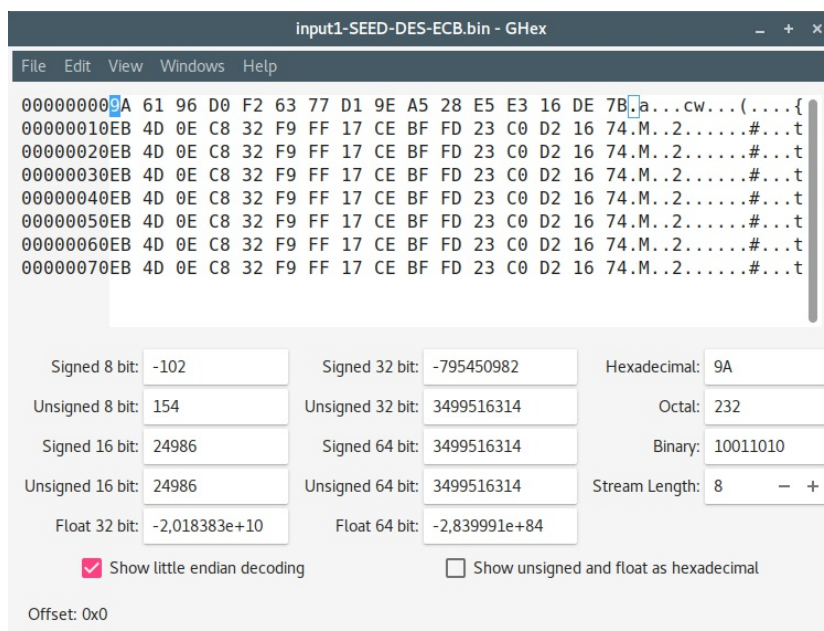 input1-SEED-DES-ECB.bin - GHex
File Edit View Windows Help
000000009A 61 96 D0 F2 63 77 D1 9E A5 28 E5 E3 16 DE 7B.a...cw...(....{
00000010EB 4D 0E C8 32 F9 FF 17 CE BF FD 23 C0 D2 16 74.M..2......#...t
00000020EB 4D 0E C8 32 F9 FF 17 CE BF FD 23 C0 D2 16 74.M..2......#...t
00000030EB 4D 0E C8 32 F9 FF 17 CE BF FD 23 C0 D2 16 74.M..2......#...t
00000040EB 4D 0E C8 32 F9 FF 17 CE BF FD 23 C0 D2 16 74.M..2......#...t
00000050EB 4D 0E C8 32 F9 FF 17 CE BF FD 23 C0 D2 16 74.M..2......#...t
00000060EB 4D 0E C8 32 F9 FF 17 CE BF FD 23 C0 D2 16 74.M..2......#...t
00000070EB 4D 0E C8 32 F9 FF 17 CE BF FD 23 C0 D2 16 74.M..2......#...t
Signed 8 bit: -102 Signed 32 bit: -795450982 Hexadecimal: 9A
Unsigned 8 bit: 154 Unsigned 32 bit: 3499516314 Octal: 232
Signed 16 bit: 24986 Signed 64 bit: 3499516314 Binary: 10011010
Unsigned 16 bit: 24986 Unsigned 64 bit: 3499516314 Stream Length: 8 − +
Float 32 bit: -2,018383e+10 Float 64 bit: -2,839991e+84
Show little endian decoding Show unsigned and float as hexadecimal
Offset: 0x0